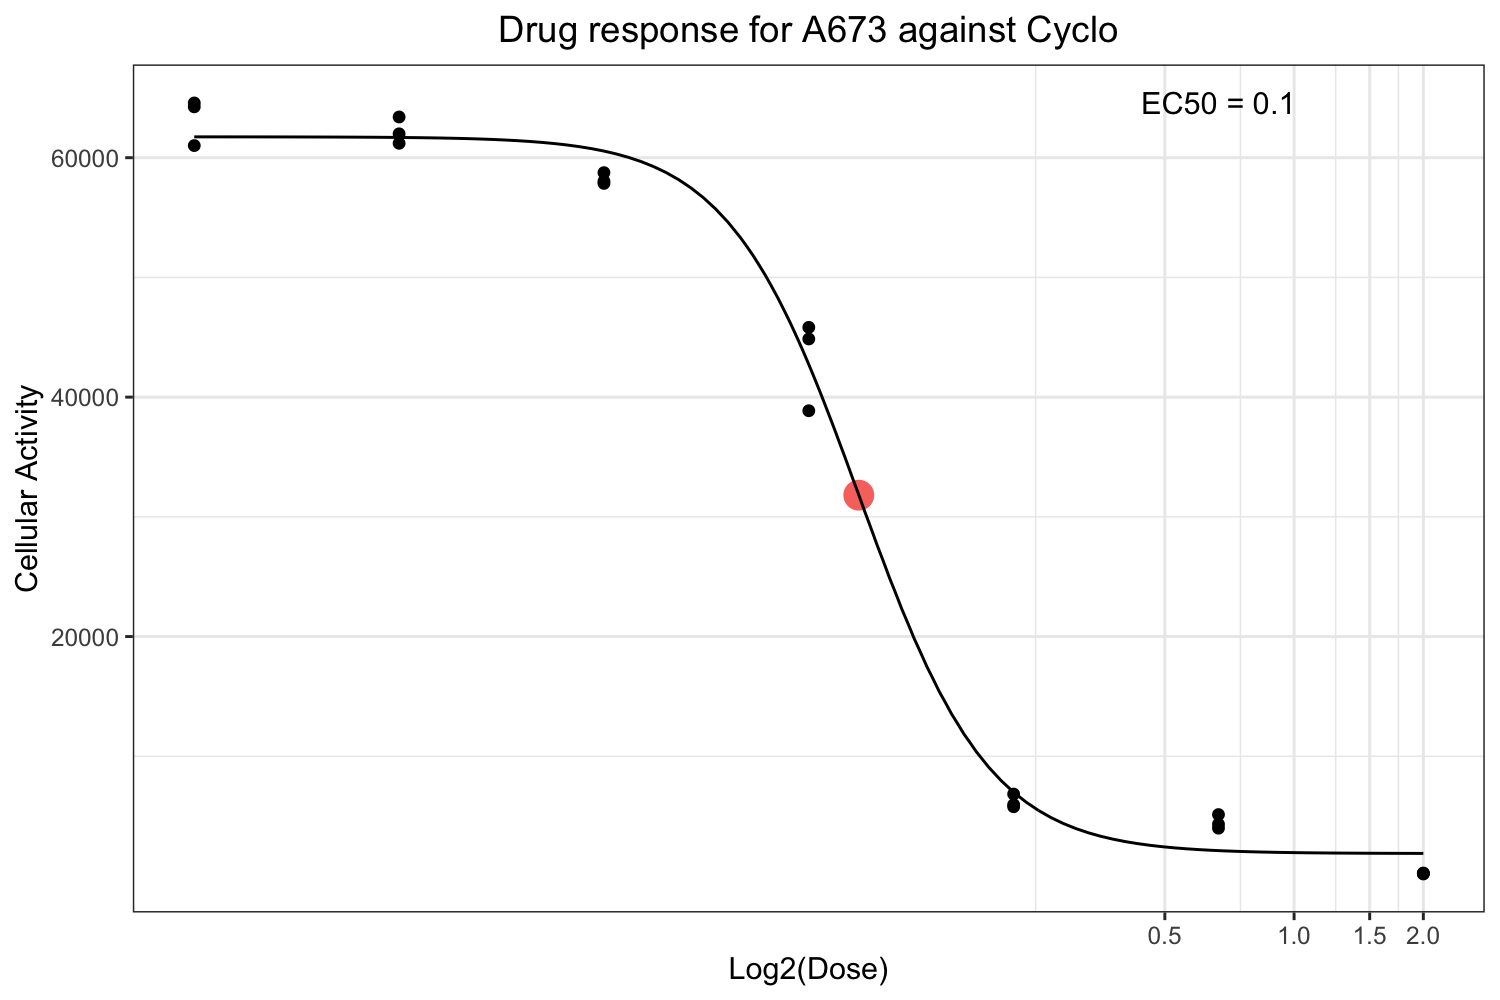 Drug response for A673 against Cyclo
EC50 = 0.1
60000
40000
20000
Cellular Activity
0.5 1.0 1.5 2.0
Log2(Dose)